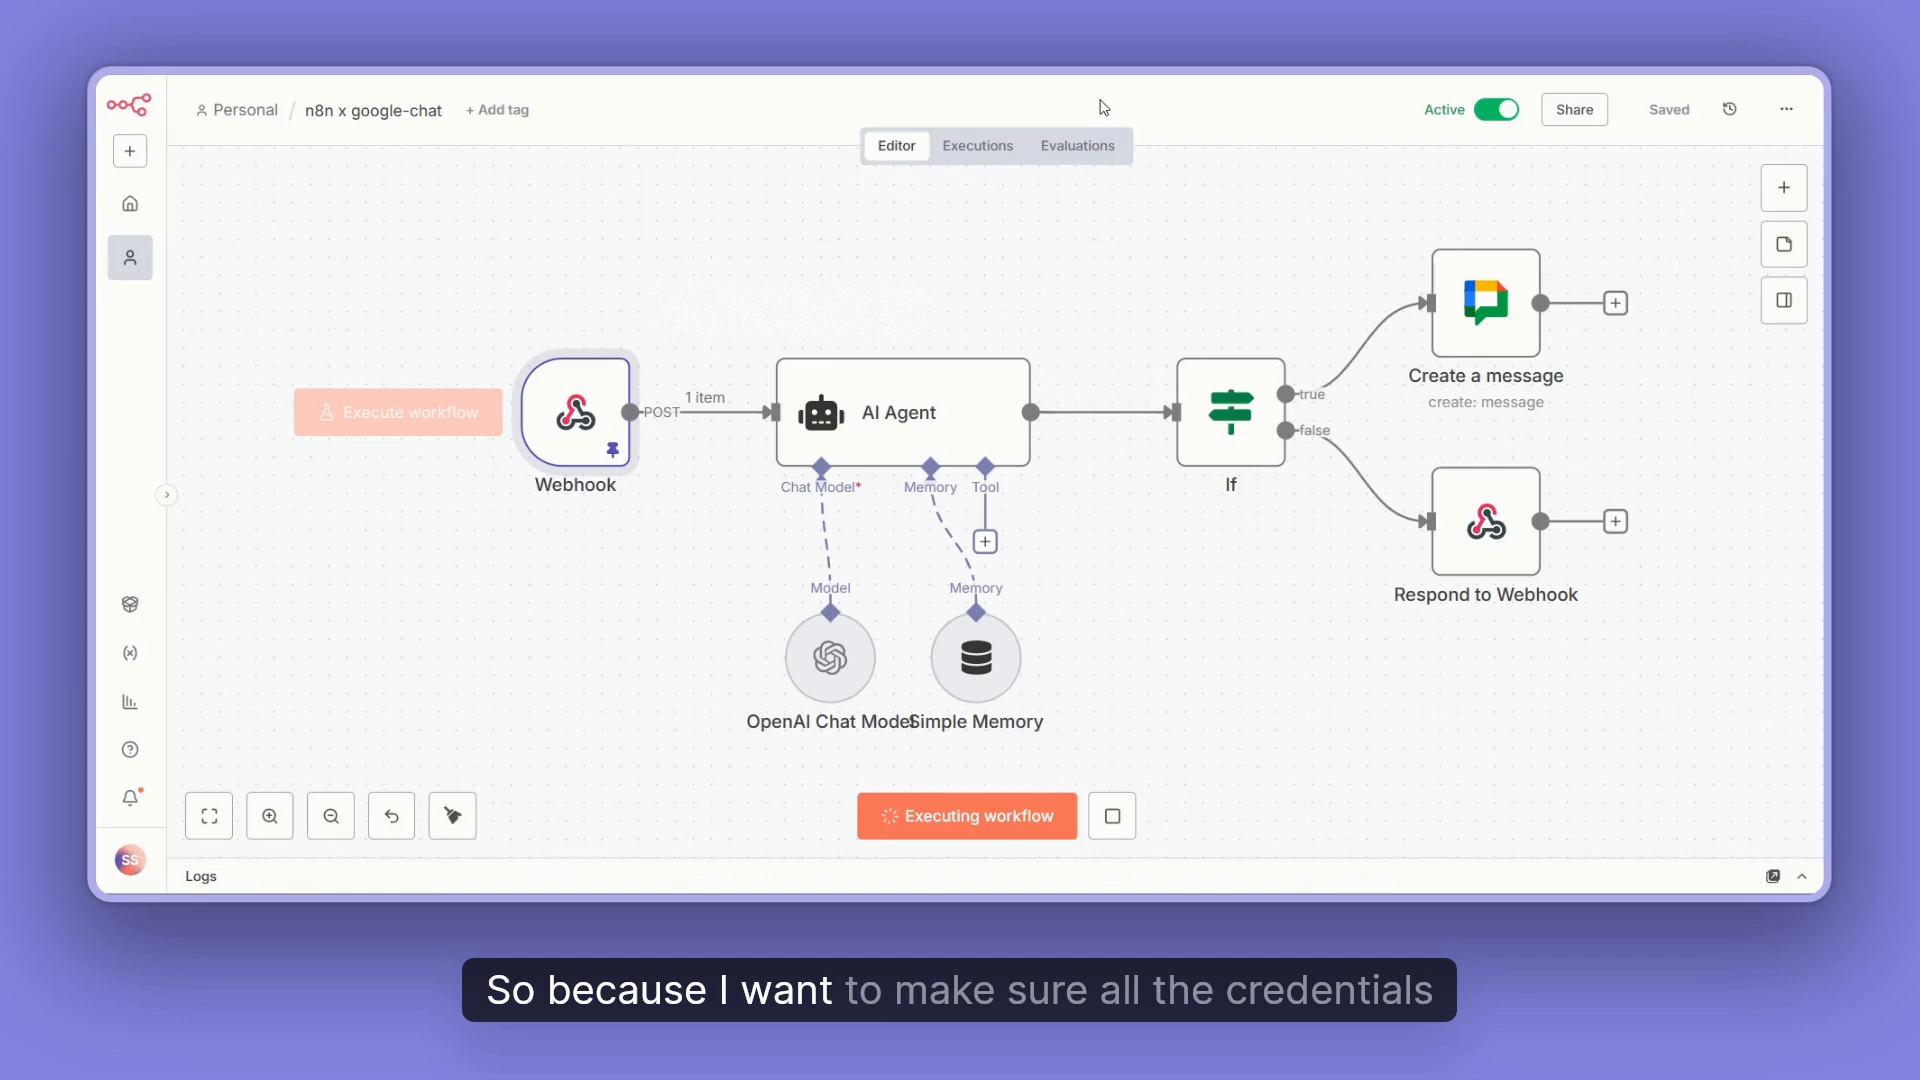 Personal / n8n x google-chat + Add tag
Active Share Saved
Editor Executions Evaluations
Execute workflow
POST
1 item
AI Agent
Webhook
Chat Model*
Memory
Tool
true
false
If
Create a message
create: message
Respond to Webhook
Model
Memory
OpenAI Chat Model
Simple Memory
Executing workflow
SS
Logs
So because I want to make sure all the credentials